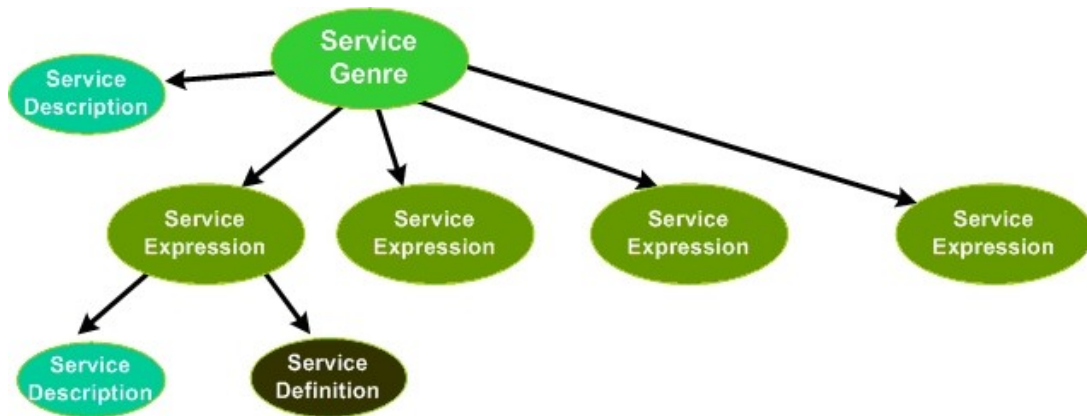 Service
Genre
Service
Description
Service
Expression
Service
Expression
Service
Expression
Service
Expression
Service
Description
Service
Definition